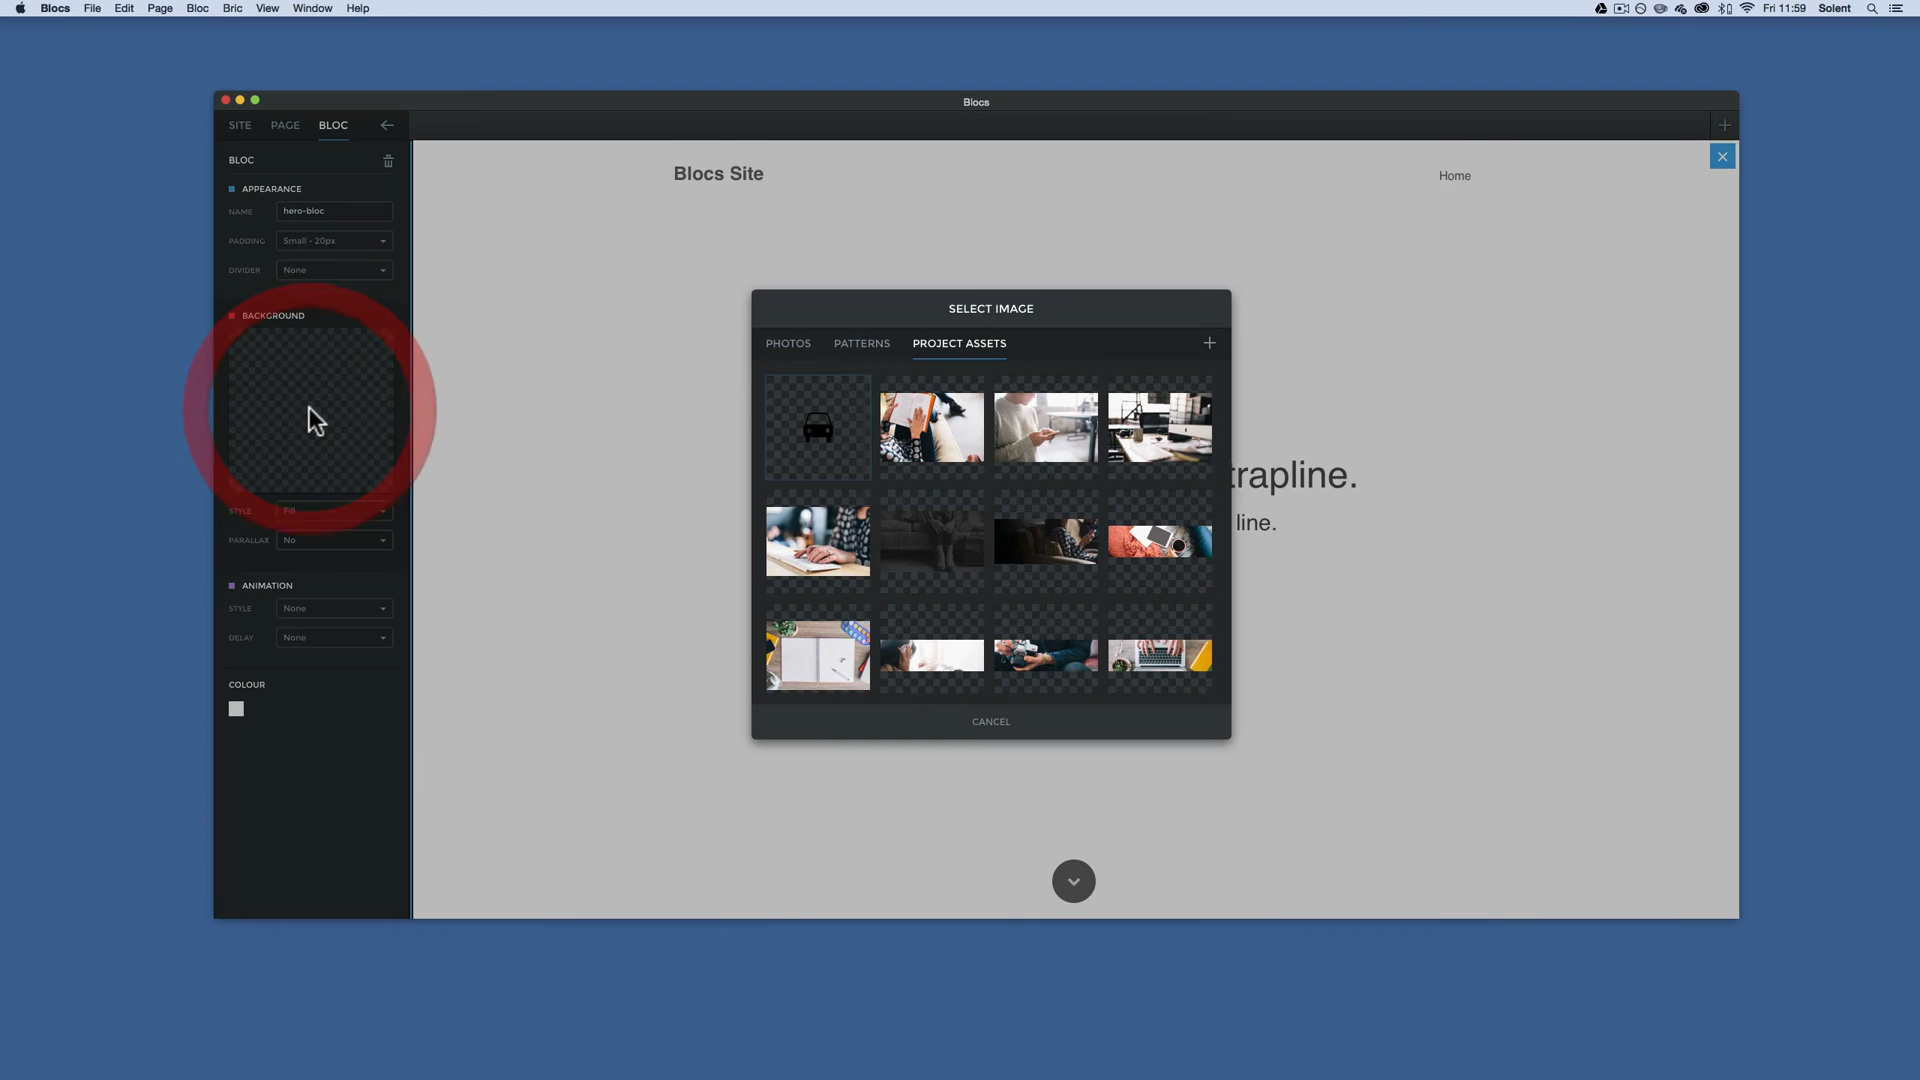 Blocs File Edit Page Bloc Bric View Window Help
Fri 11:59 Solent
Blocs
SITE PAGE BLOC
BLOC
APPEARANCE
NAME hero-bloc
PADDING Small - 20px
DIVIDER None
BACKGROUND
STYLE Fill
PARALLAX No
ANIMATION
STYLE None
DELAY None
COLOUR
Blocs Site
Home
SELECT IMAGE
PHOTOS PATTERNS PROJECT ASSETS
trapline.
line.
CANCEL